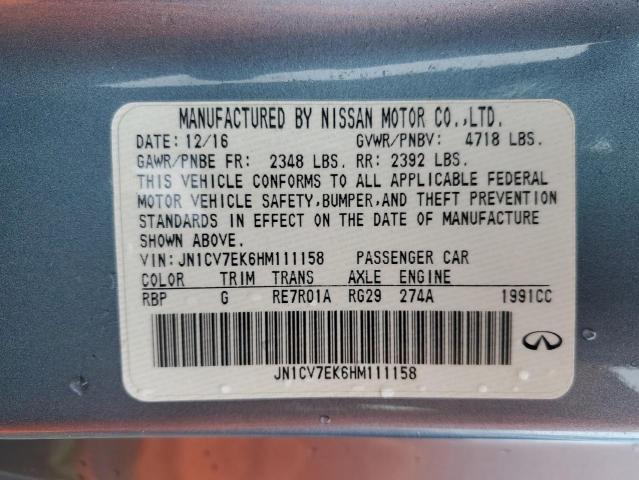 MANUFACTURED BY NISSAN MOTOR CO.,LTD.
DATE: 12/16 GVWR/PNBV: 4718 LBS.
GAWR/PNBE FR: 2348 LBS. RR: 2392 LBS.
THIS VEHICLE CONFORMS TO ALL APPLICABLE FEDERAL
MOTOR VEHICLE SAFETY,BUMPER,AND THEFT PREVENTION
STANDARDS IN EFFECT ON THE DATE OF MANUFACTURE
SHOWN ABOVE.
VIN: JN1CV7EK6HM111158 PASSENGER CAR
COLOR TRIM TRANS AXLE ENGINE
RBP G RE7R01A RG29 274A 1991CC
JN1CV7EK6HM111158